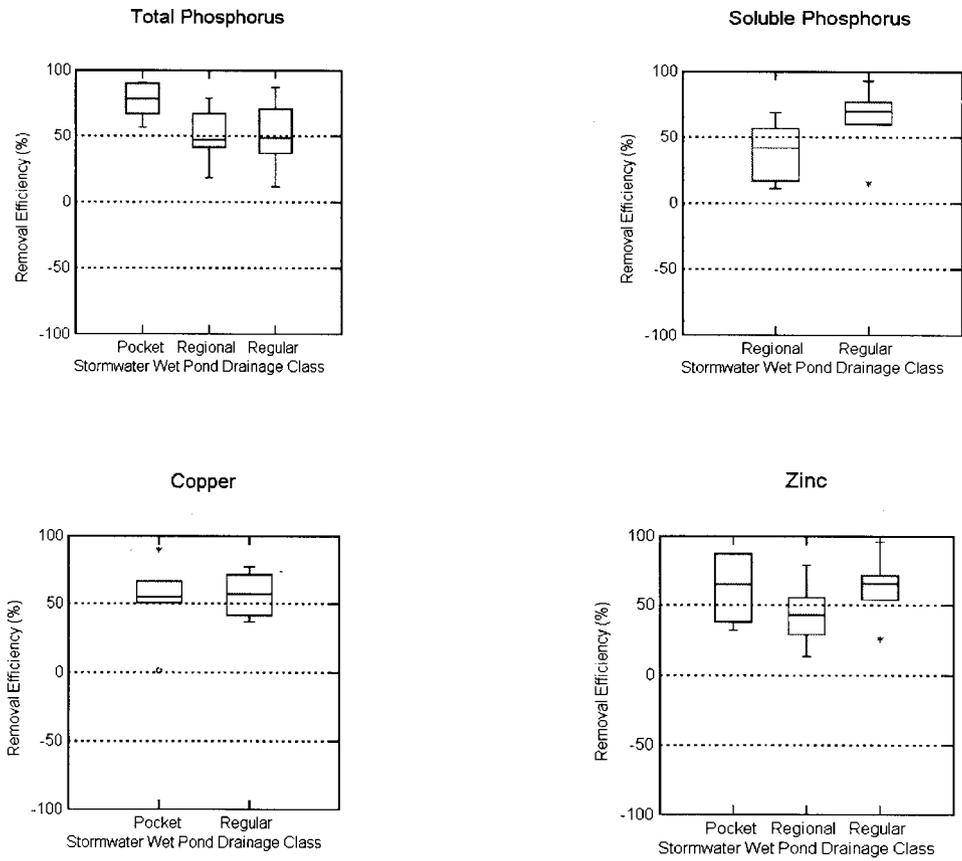 Total Phosphorus
100
50
0
-50
-100
Removal Efficiency (%)
Pocket Regional Regular
Stormwater Wet Pond Drainage Class
Soluble Phosphorus
100
50
0
-50
-100
Removal Efficiency (%)
Regional Regular
Stormwater Wet Pond Drainage Class
Copper
100
50
0
-50
-100
Removal Efficiency (%)
Pocket Regular
Stormwater Wet Pond Drainage Class
Zinc
100
50
0
-50
-100
Removal Efficiency (%)
Pocket Regional Regular
Stormwater Wet Pond Drainage Class